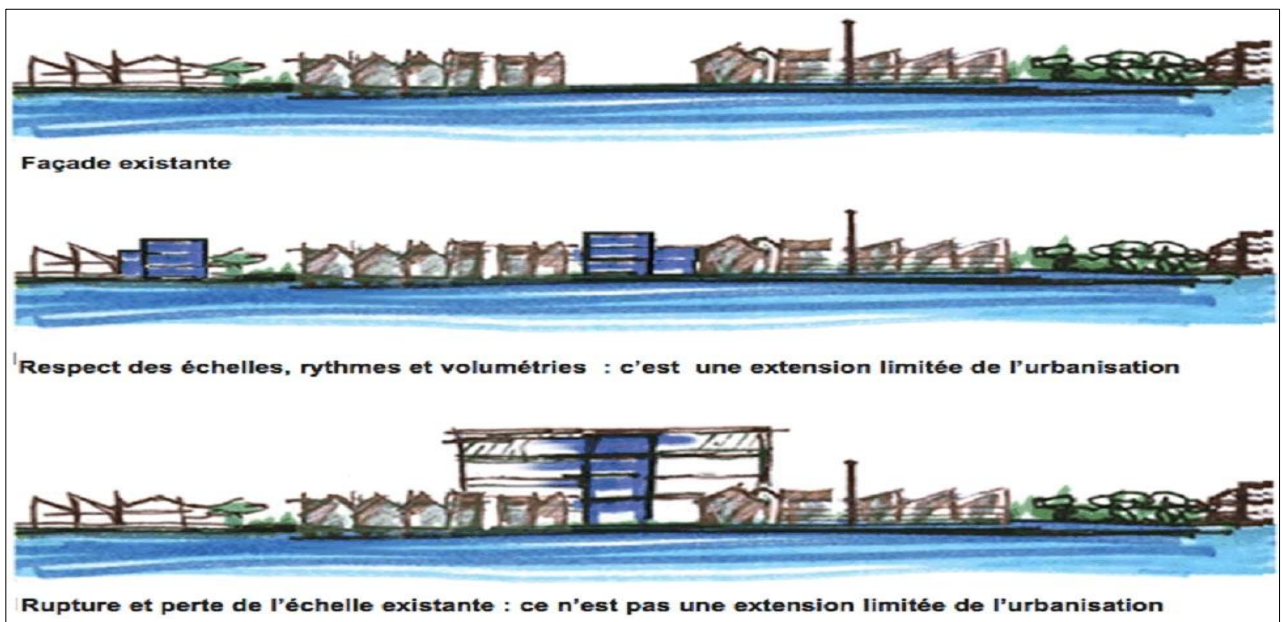 Façade existante
Respect des échelles, rythmes et volumétries : c'est une extension limitée de l'urbanisation
Rupture et perte de l'échelle existante : ce n'est pas une extension limitée de l'urbanisation